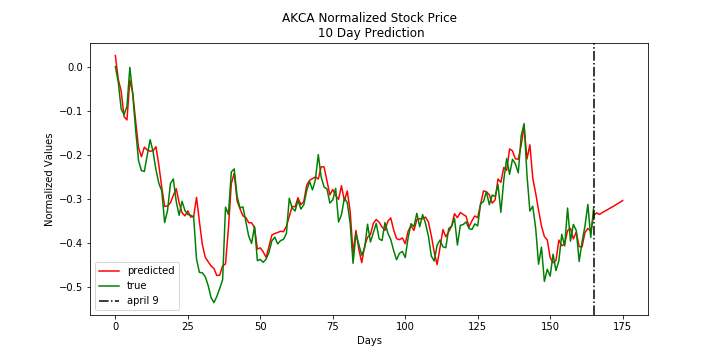 AKCA Normalized Stock Price
10 Day Prediction
Normalized Values
0.0
−0.1
−0.2
−0.3
−0.4
−0.5
predicted
true
april 9
0 25 50 75 100 125 150 175
Days